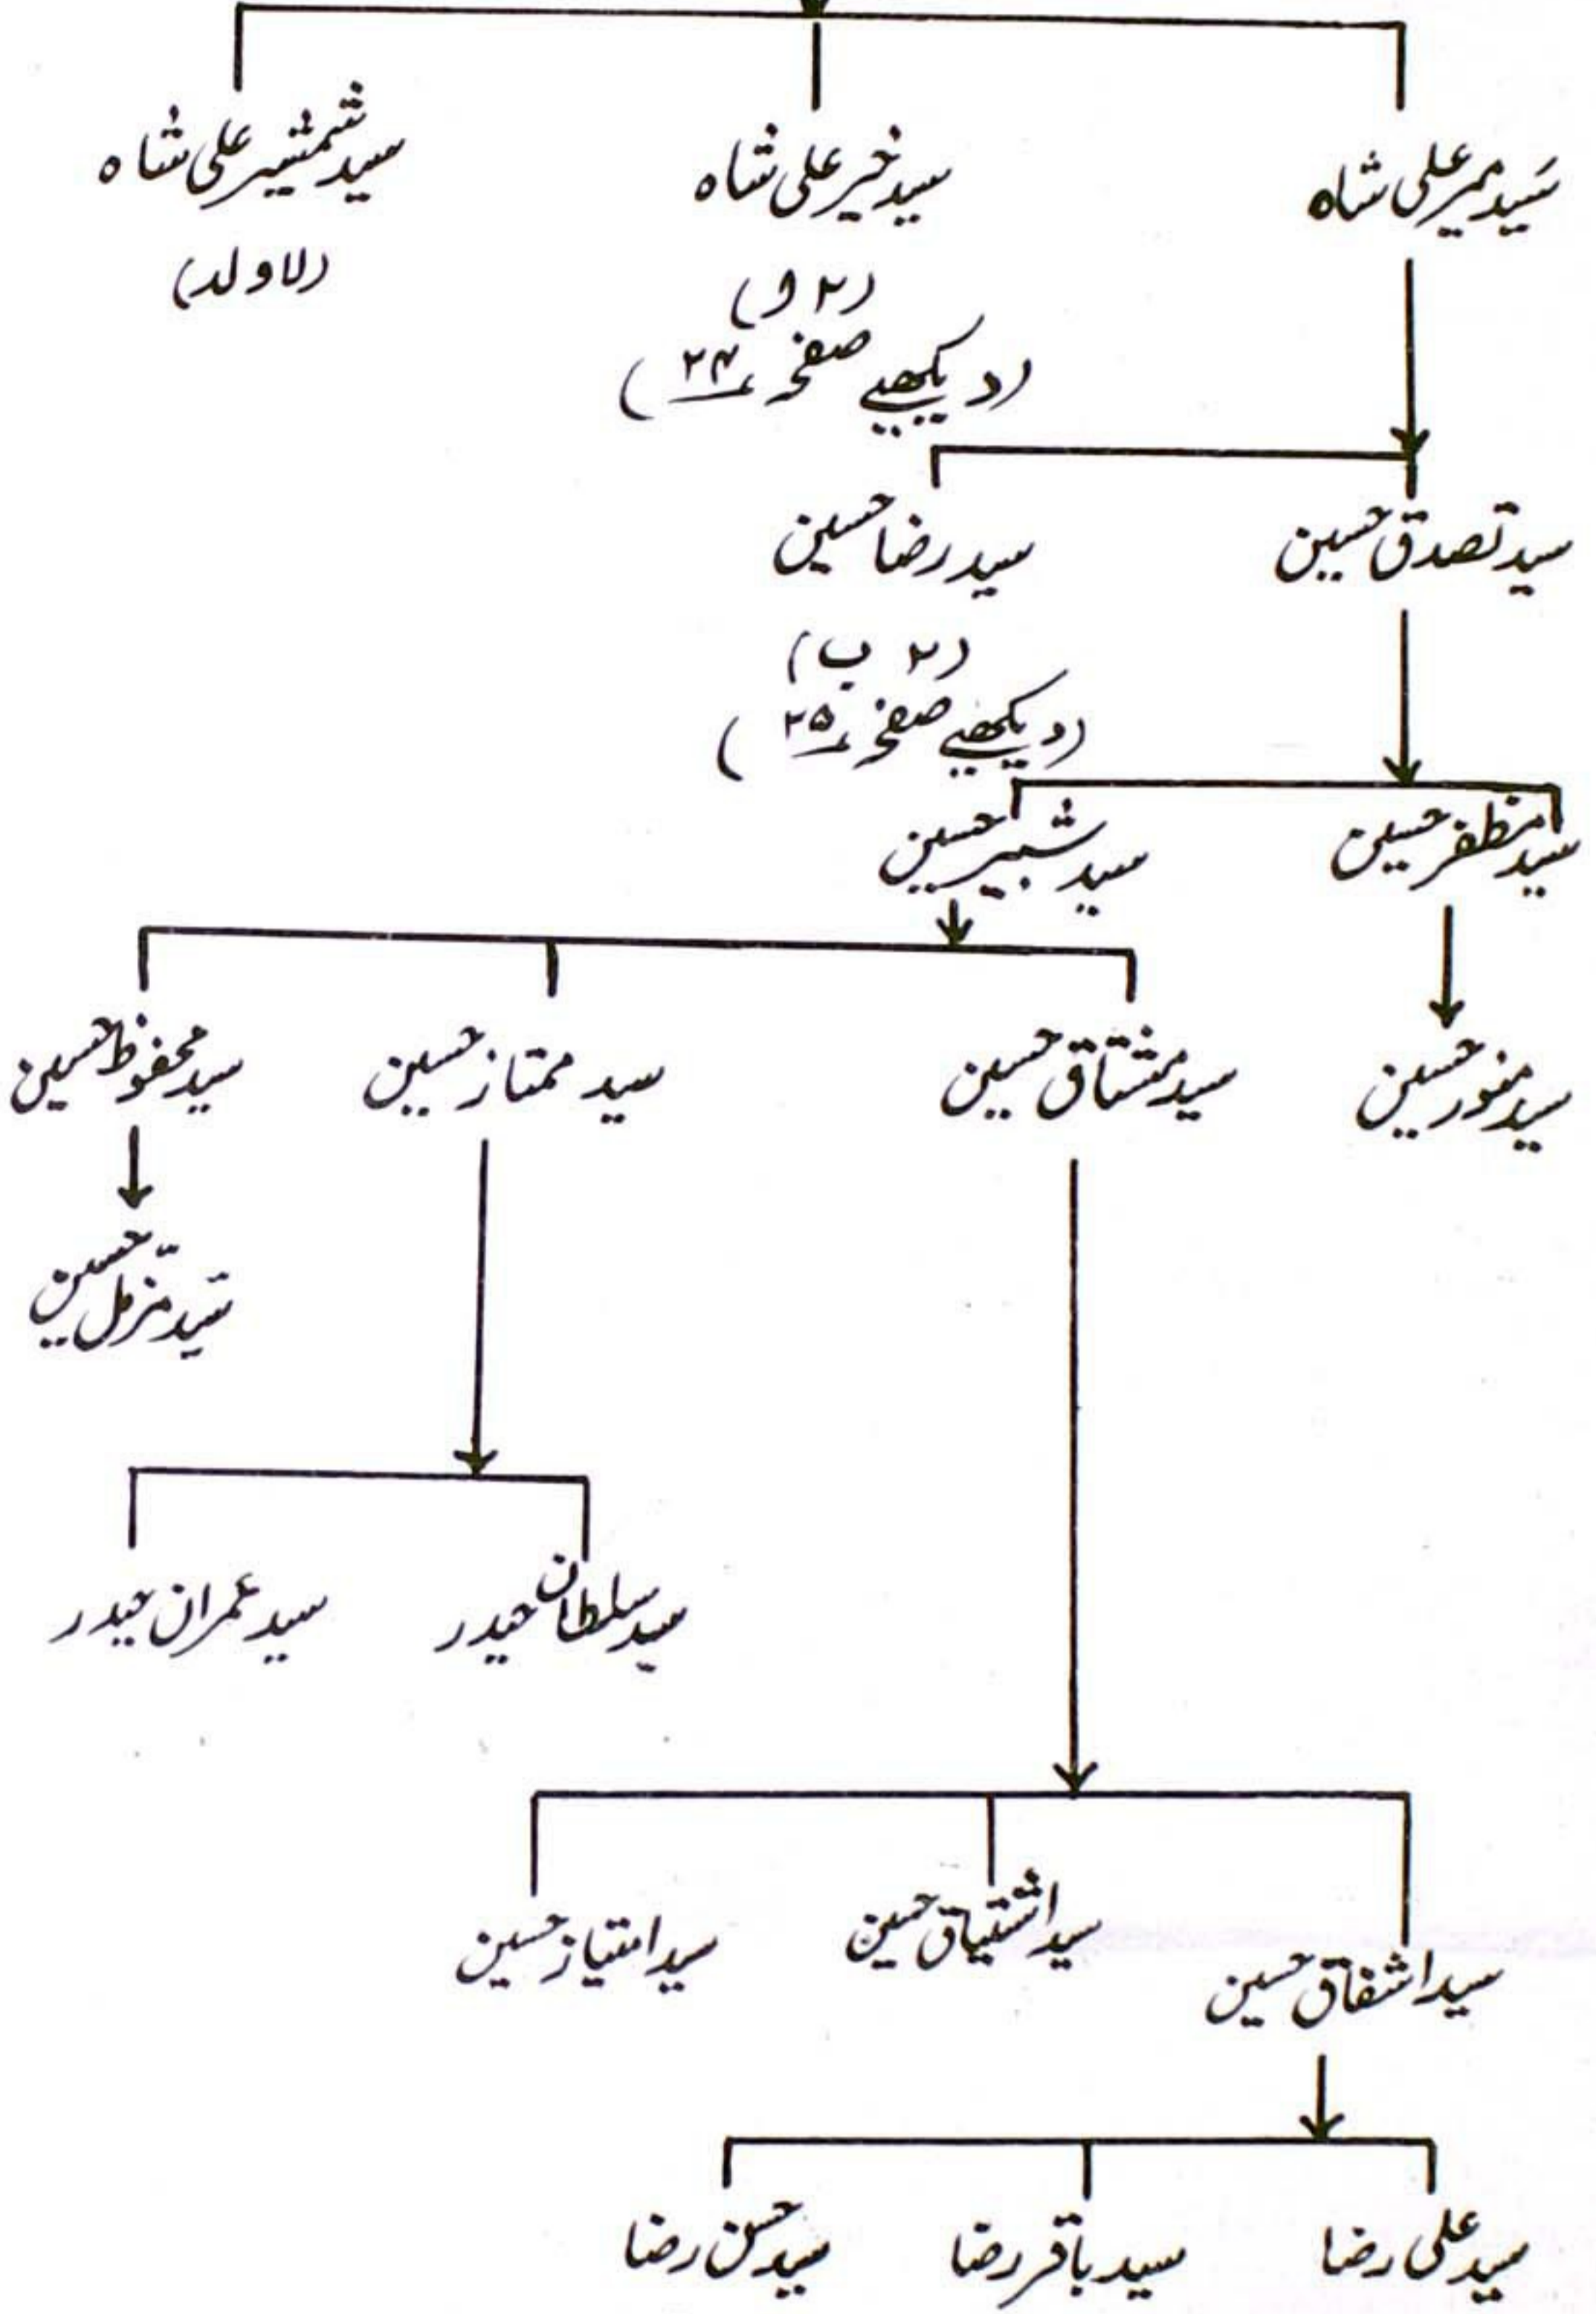 سید مہر علی شاہ
سید خیر علی شاہ
سید شمشیر علی شاہ
(۲ و)
(لاولد)
(دیکھیے صفحہ ۲۴)
سید تصدق حسین
سید رضا حسین
(۲ ب)
(دیکھیے صفحہ ۲۵)
سید مظفر حسین
سید شبیر حسین
سید منور حسین
سید مشتاق حسین
سید ممتاز حسین
سید محفوظ حسین
سید مزمل حسین
سید سلطان حیدر
سید عمران حیدر
سید اشفاق حسین
سید اشتیاق حسین
سید امتیاز حسین
سید علی رضا
سید باقر رضا
سید حسن رضا